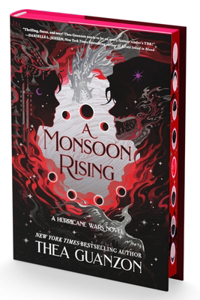 A
MONSOON
RISING
A HURRICANE WARS NOVEL
NEW YORK TIMES BESTSELLING AUTHOR
THEA GUANZON